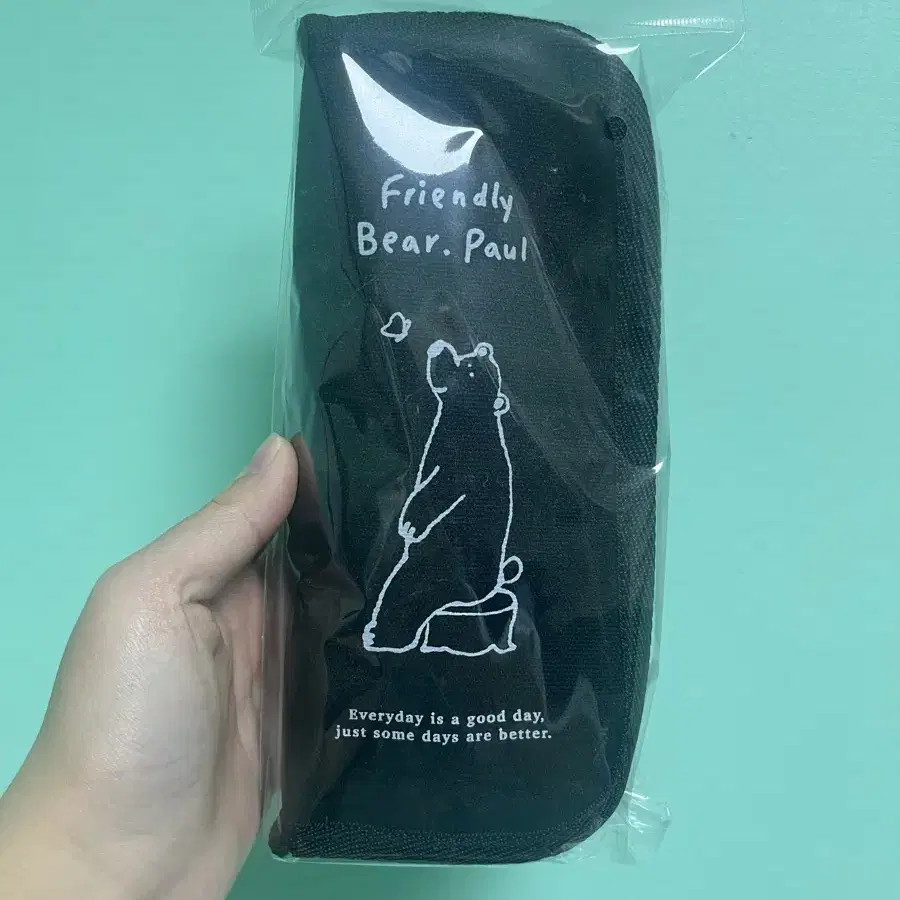 Friendly
Bear. Paul
Everyday is a good day,
just some days are better.